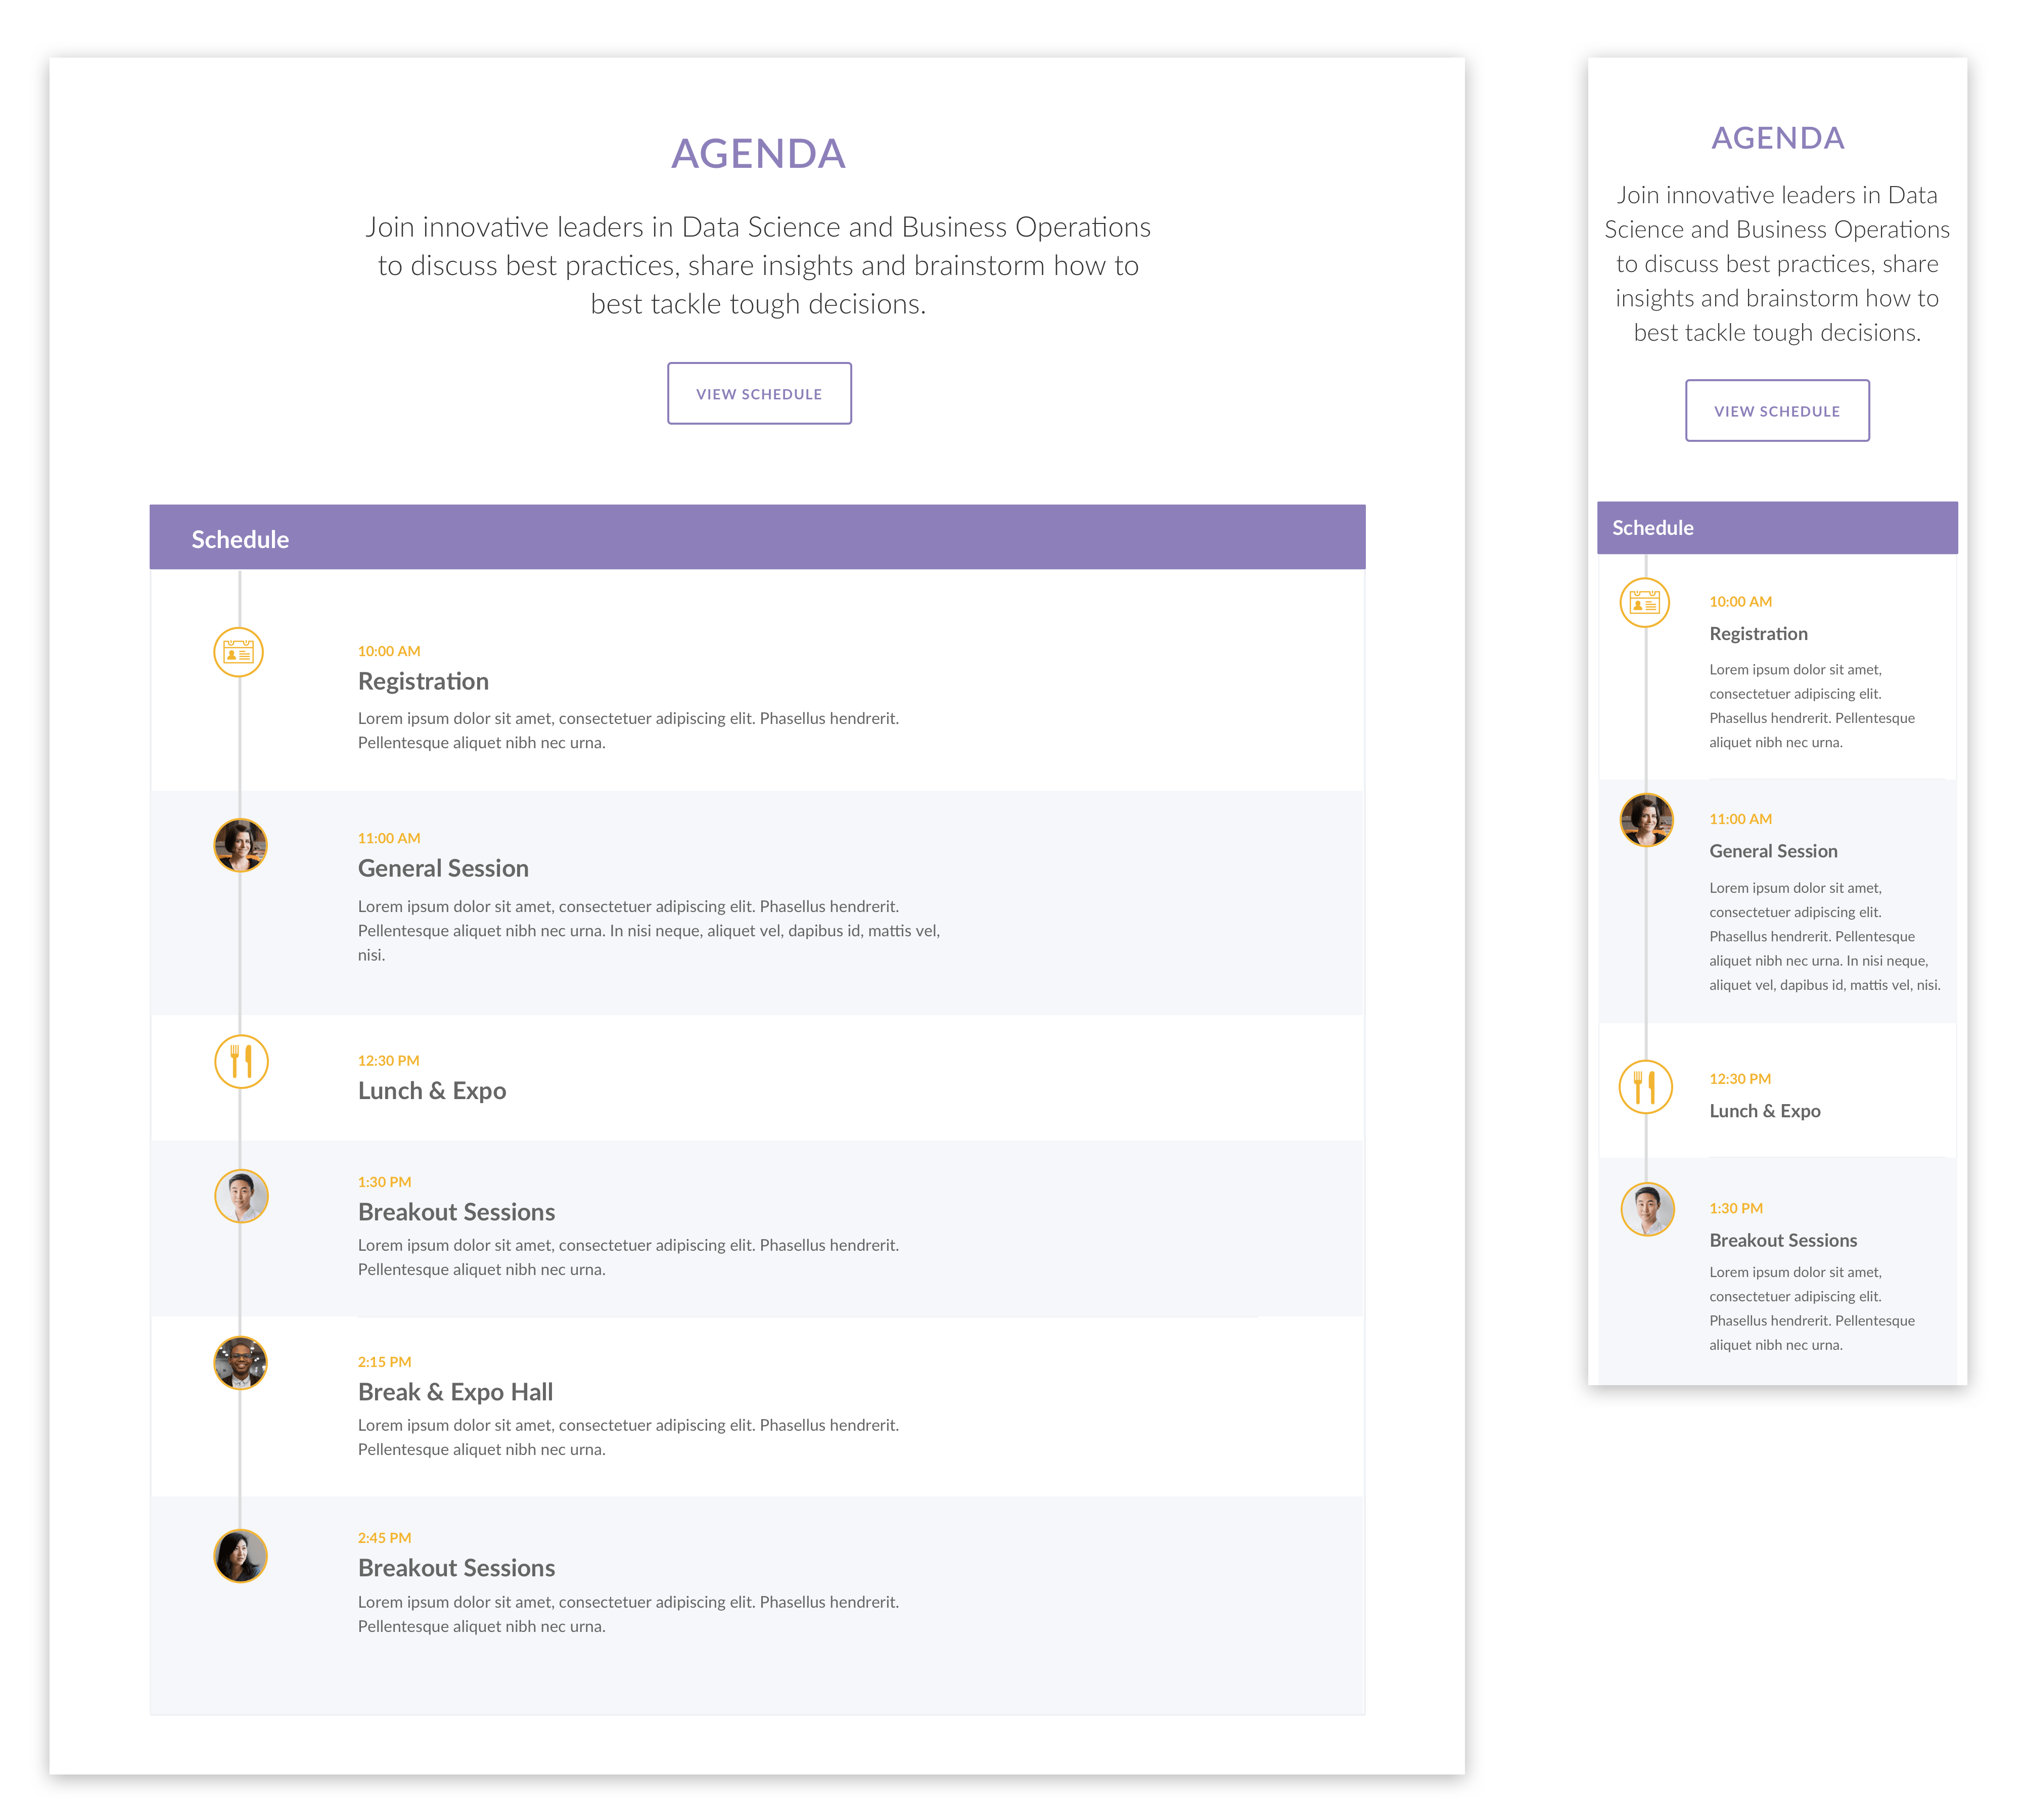 AGENDA
Join innovative leaders in Data Science and Business Operations
to discuss best practices, share insights and brainstorm how to
best tackle tough decisions.
VIEW SCHEDULE
Schedule
10:00 AM
Registration
Lorem ipsum dolor sit amet, consectetuer adipiscing elit. Phasellus hendrerit.
Pellentesque aliquet nibh nec urna.
11:00 AM
General Session
Lorem ipsum dolor sit amet, consectetuer adipiscing elit. Phasellus hendrerit.
Pellentesque aliquet nibh nec urna. In nisi neque, aliquet vel, dapibus id, mattis vel,
nisi.
12:30 PM
Lunch & Expo
1:30 PM
Breakout Sessions
Lorem ipsum dolor sit amet, consectetuer adipiscing elit. Phasellus hendrerit.
Pellentesque aliquet nibh nec urna.
2:15 PM
Break & Expo Hall
Lorem ipsum dolor sit amet, consectetuer adipiscing elit. Phasellus hendrerit.
Pellentesque aliquet nibh nec urna.
2:45 PM
Breakout Sessions
Lorem ipsum dolor sit amet, consectetuer adipiscing elit. Phasellus hendrerit.
Pellentesque aliquet nibh nec urna.
AGENDA
Join innovative leaders in Data
Science and Business Operations
to discuss best practices, share
insights and brainstorm how to
best tackle tough decisions.
VIEW SCHEDULE
Schedule
10:00 AM
Registration
Lorem ipsum dolor sit amet,
consectetuer adipiscing elit.
Phasellus hendrerit. Pellentesque
aliquet nibh nec urna.
11:00 AM
General Session
Lorem ipsum dolor sit amet,
consectetuer adipiscing elit.
Phasellus hendrerit. Pellentesque
aliquet nibh nec urna. In nisi neque,
aliquet vel, dapibus id, mattis vel, nisi.
12:30 PM
Lunch & Expo
1:30 PM
Breakout Sessions
Lorem ipsum dolor sit amet,
consectetuer adipiscing elit.
Phasellus hendrerit. Pellentesque
aliquet nibh nec urna.